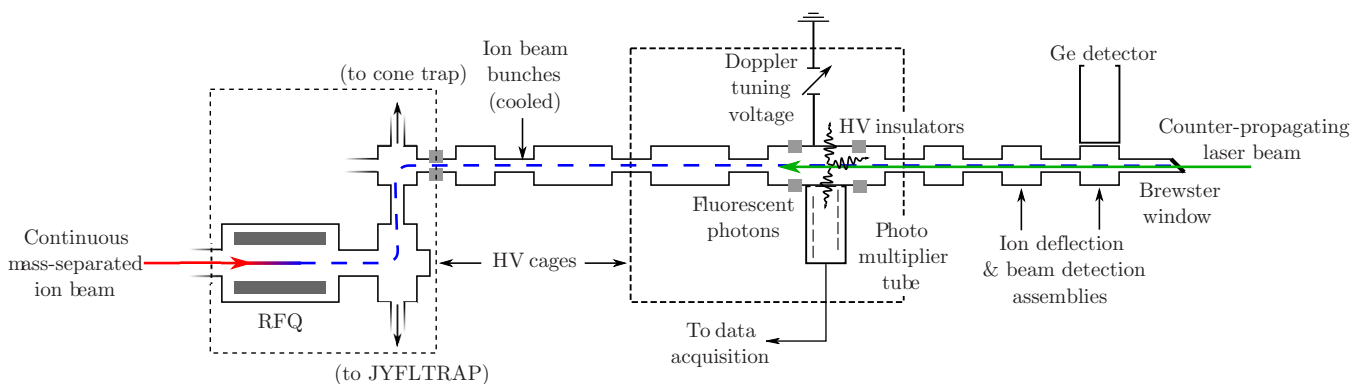 (to cone trap)
Ion beam
bunches
(cooled)
Doppler
tuning
voltage
Ge detector
HV insulators
Counter-propagating
laser beam
Continuous
mass-separated
ion beam
RFQ
HV cages
Fluorescent
photons
Photo
multiplier
tube
Ion deflection
& beam detection
assemblies
Brewster
window
To data
acquisition
(to JYFLTRAP)